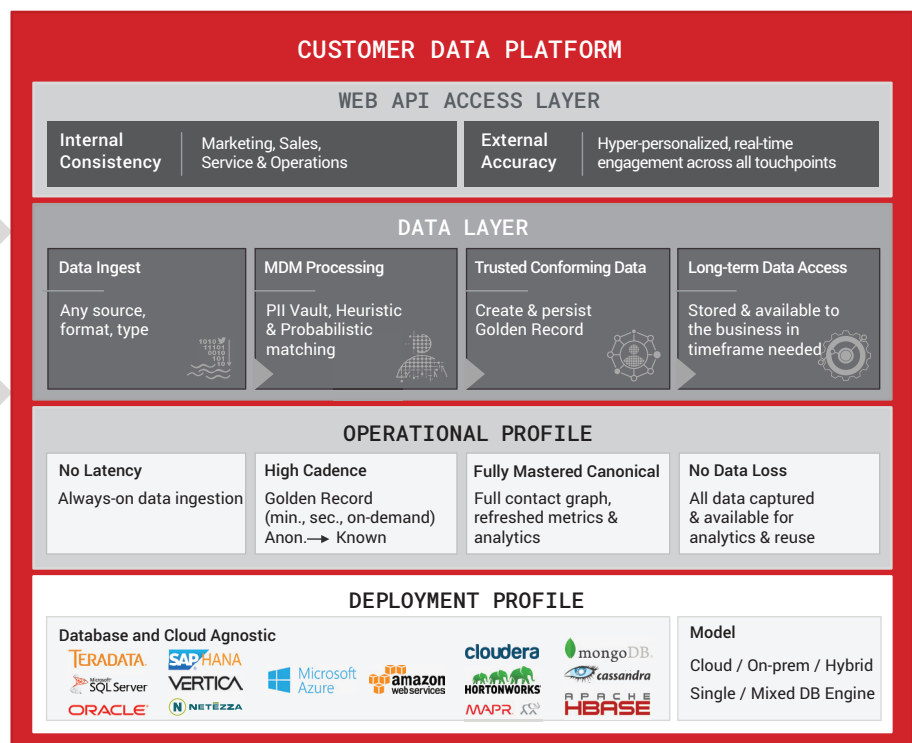 CUSTOMER DATA PLATFORM
WEB API ACCESS LAYER
Internal
Consistency
Marketing, Sales,
Service & Operations
External
Accuracy
Hyper-personalized, real-time
engagement across all touchpoints
DATA LAYER
Data Ingest
Any source,
format, type
1010
11101
0010
101
10
MDM Processing
PII Vault, Heuristic
& Probabilistic
matching
Trusted Conforming Data
Create & persist
Golden Record
Long-term Data Access
Stored & available to
the business in
timeframe needed
OPERATIONAL PROFILE
No Latency
Always-on data ingestion
High Cadence
Golden Record
(min., sec., on-demand)
Anon.→ Known
Fully Mastered Canonical
Full contact graph,
refreshed metrics &
analytics
No Data Loss
All data captured
& available for
analytics & reuse
DEPLOYMENT PROFILE
Database and Cloud Agnostic
TERADATA.
Microsoft
SQL Server
ORACLE
SAP HANA
VERTICA
N NETEZZA
Microsoft
Azure
amazon
web services
cloudera
HORTONWORKS
MAPR.
mongoDB.
cassandra
APACHE
HBASE
Model
Cloud / On-prem / Hybrid
Single / Mixed DB Engine